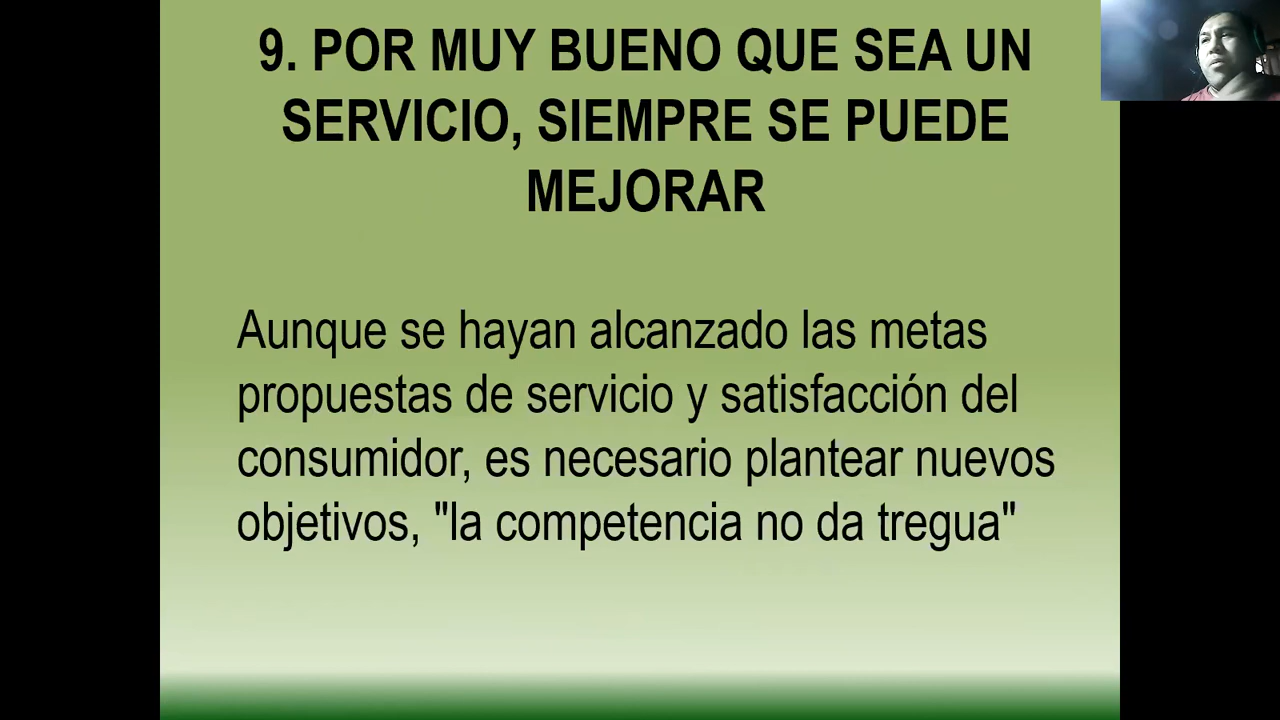 9. POR MUY BUENO QUE SEA UN
SERVICIO, SIEMPRE SE PUEDE
MEJORAR
Aunque se hayan alcanzado las metas
propuestas de servicio y satisfacción del
consumidor, es necesario plantear nuevos
objetivos, "la competencia no da tregua"